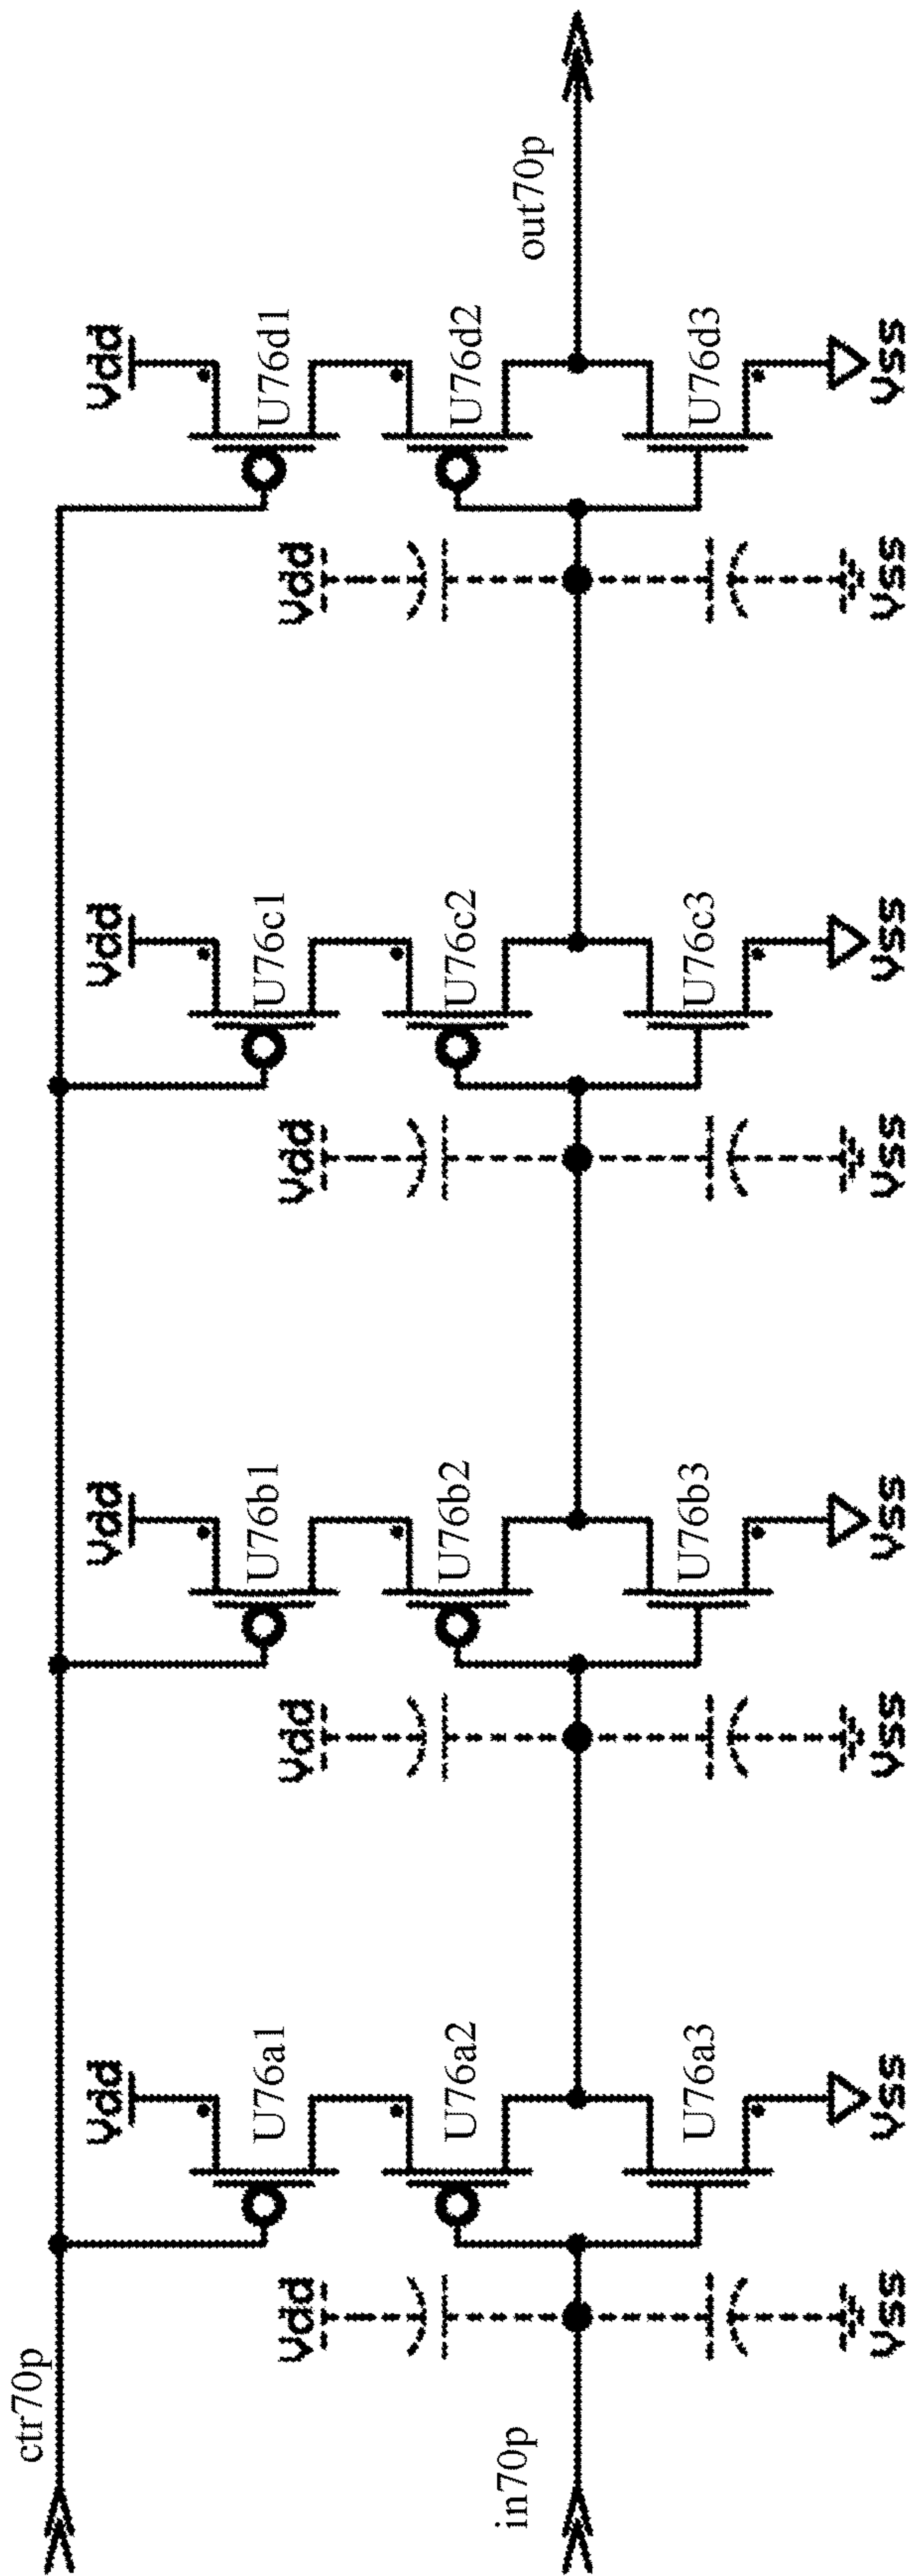 ctr70p
in70p
out70p
Vdd
Vdd
Vdd
Vdd
U76a1
U76b1
U76c1
U76d1
Vdd
Vdd
Vdd
Vdd
U76a2
U76b2
U76c2
U76d2
U76a3
U76b3
U76c3
U76d3
Vss
Vss
Vss
Vss
Vss
Vss
Vss
Vss